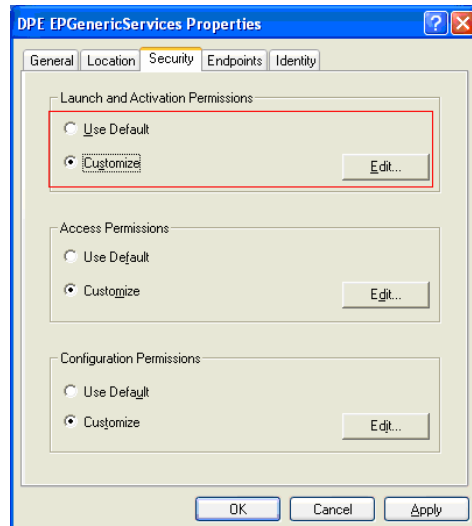 DPE EPGenericServices Properties
General Location Security Endpoints Identity
Launch and Activation Permissions
Use Default
Customize Edit...
Access Permissions
Use Default
Customize Edit...
Configuration Permissions
Use Default
Customize Edit...
OK Cancel Apply